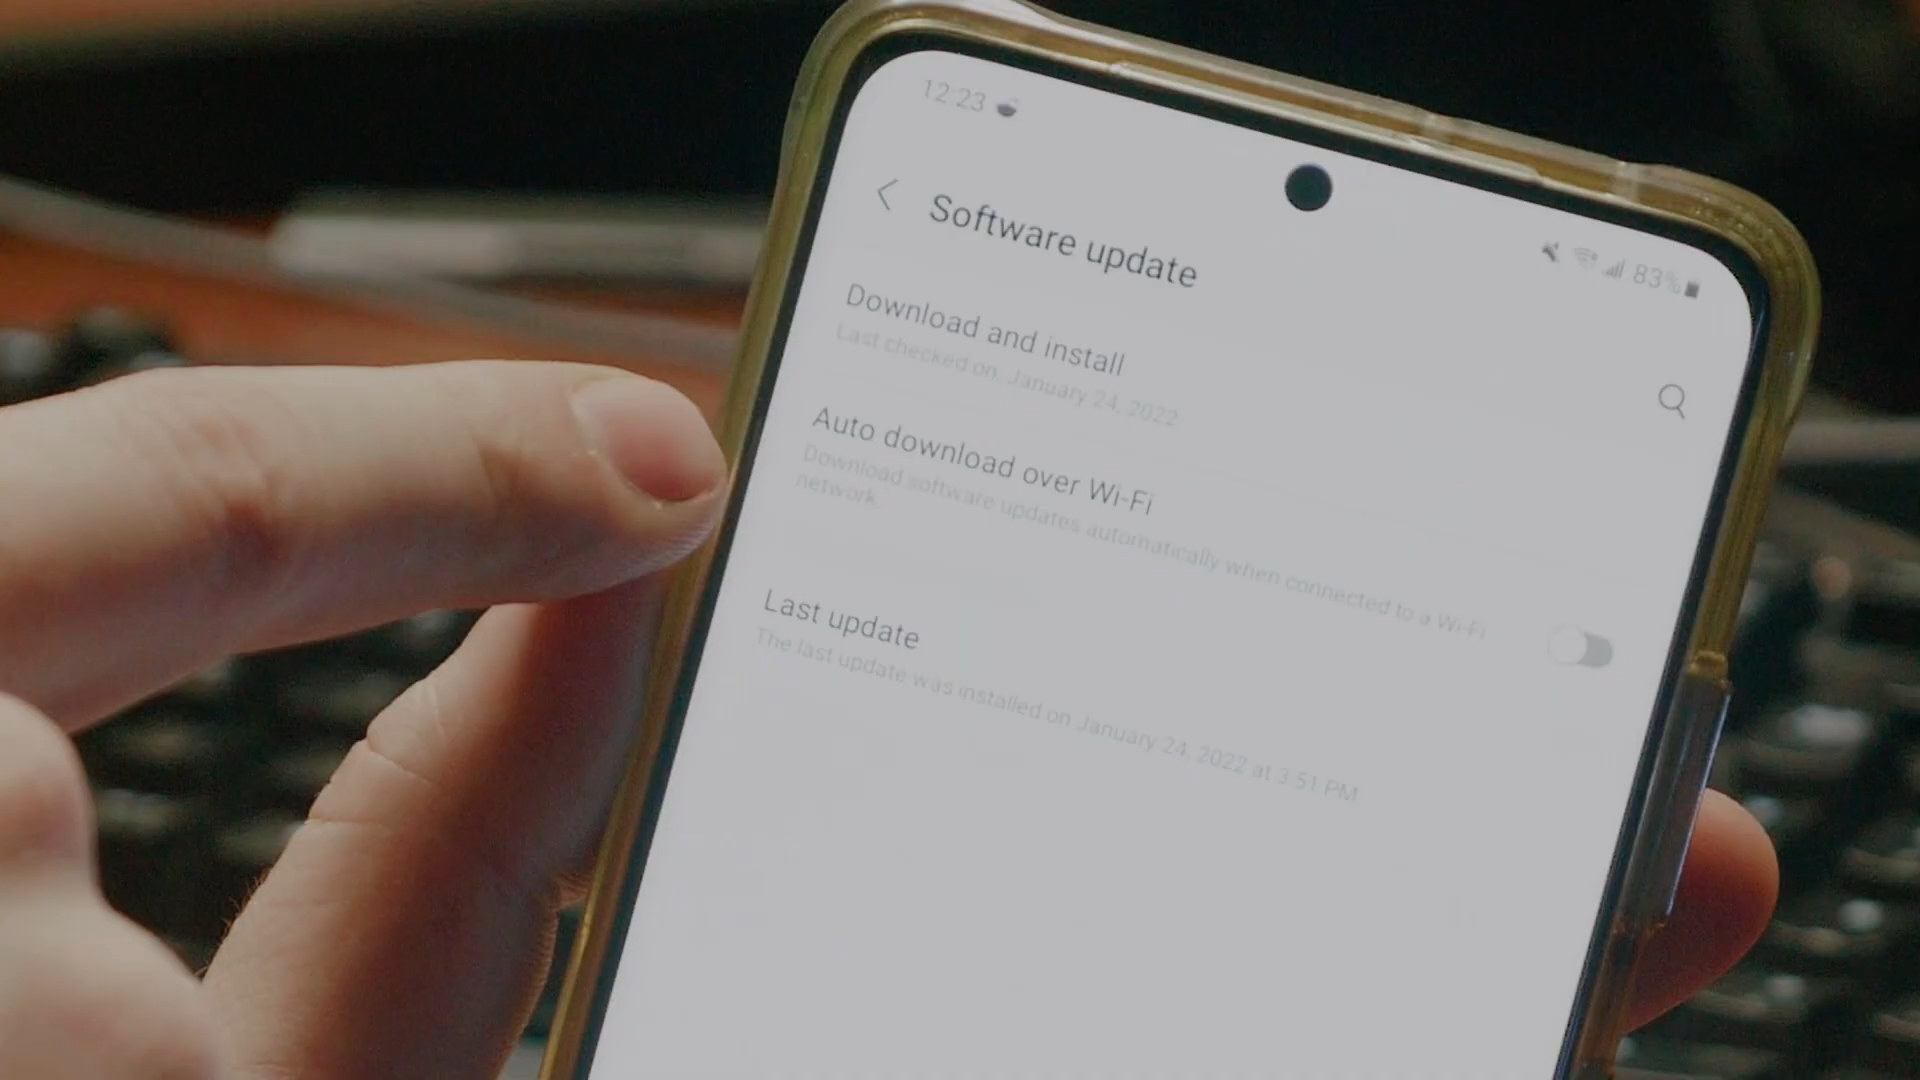 12:23
83%
Software update
Download and install
Last checked on January 24, 2022
Auto download over Wi-Fi
Download software updates automatically when connected to a Wi-Fi
network
Last update
The last update was installed on January 24, 2022 at 3:51 PM